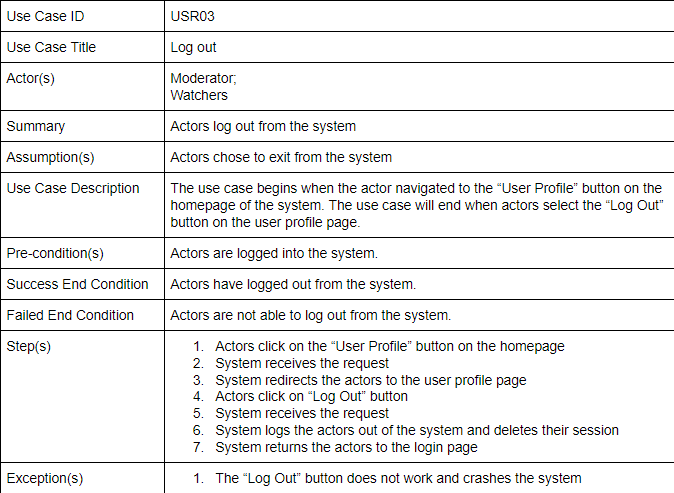 Use Case ID USR03
Use Case Title Log out
Actor(s) Moderator;
Watchers
Summary Actors log out from the system
Assumption(s) Actors chose to exit from the system
Use Case Description The use case begins when the actor navigated to the “User Profile” button on the
homepage of the system. The use case will end when actors select the “Log Out”
button on the user profile page.
Pre-condition(s) Actors are logged into the system.
Success End Condition Actors have logged out from the system.
Failed End Condition Actors are not able to log out from the system.
Step(s) 1. Actors click on the “User Profile” button on the homepage
2. System receives the request
3. System redirects the actors to the user profile page
4. Actors click on “Log Out” button
5. System receives the request
6. System logs the actors out of the system and deletes their session
7. System returns the actors to the login page
Exception(s) 1. The “Log Out” button does not work and crashes the system